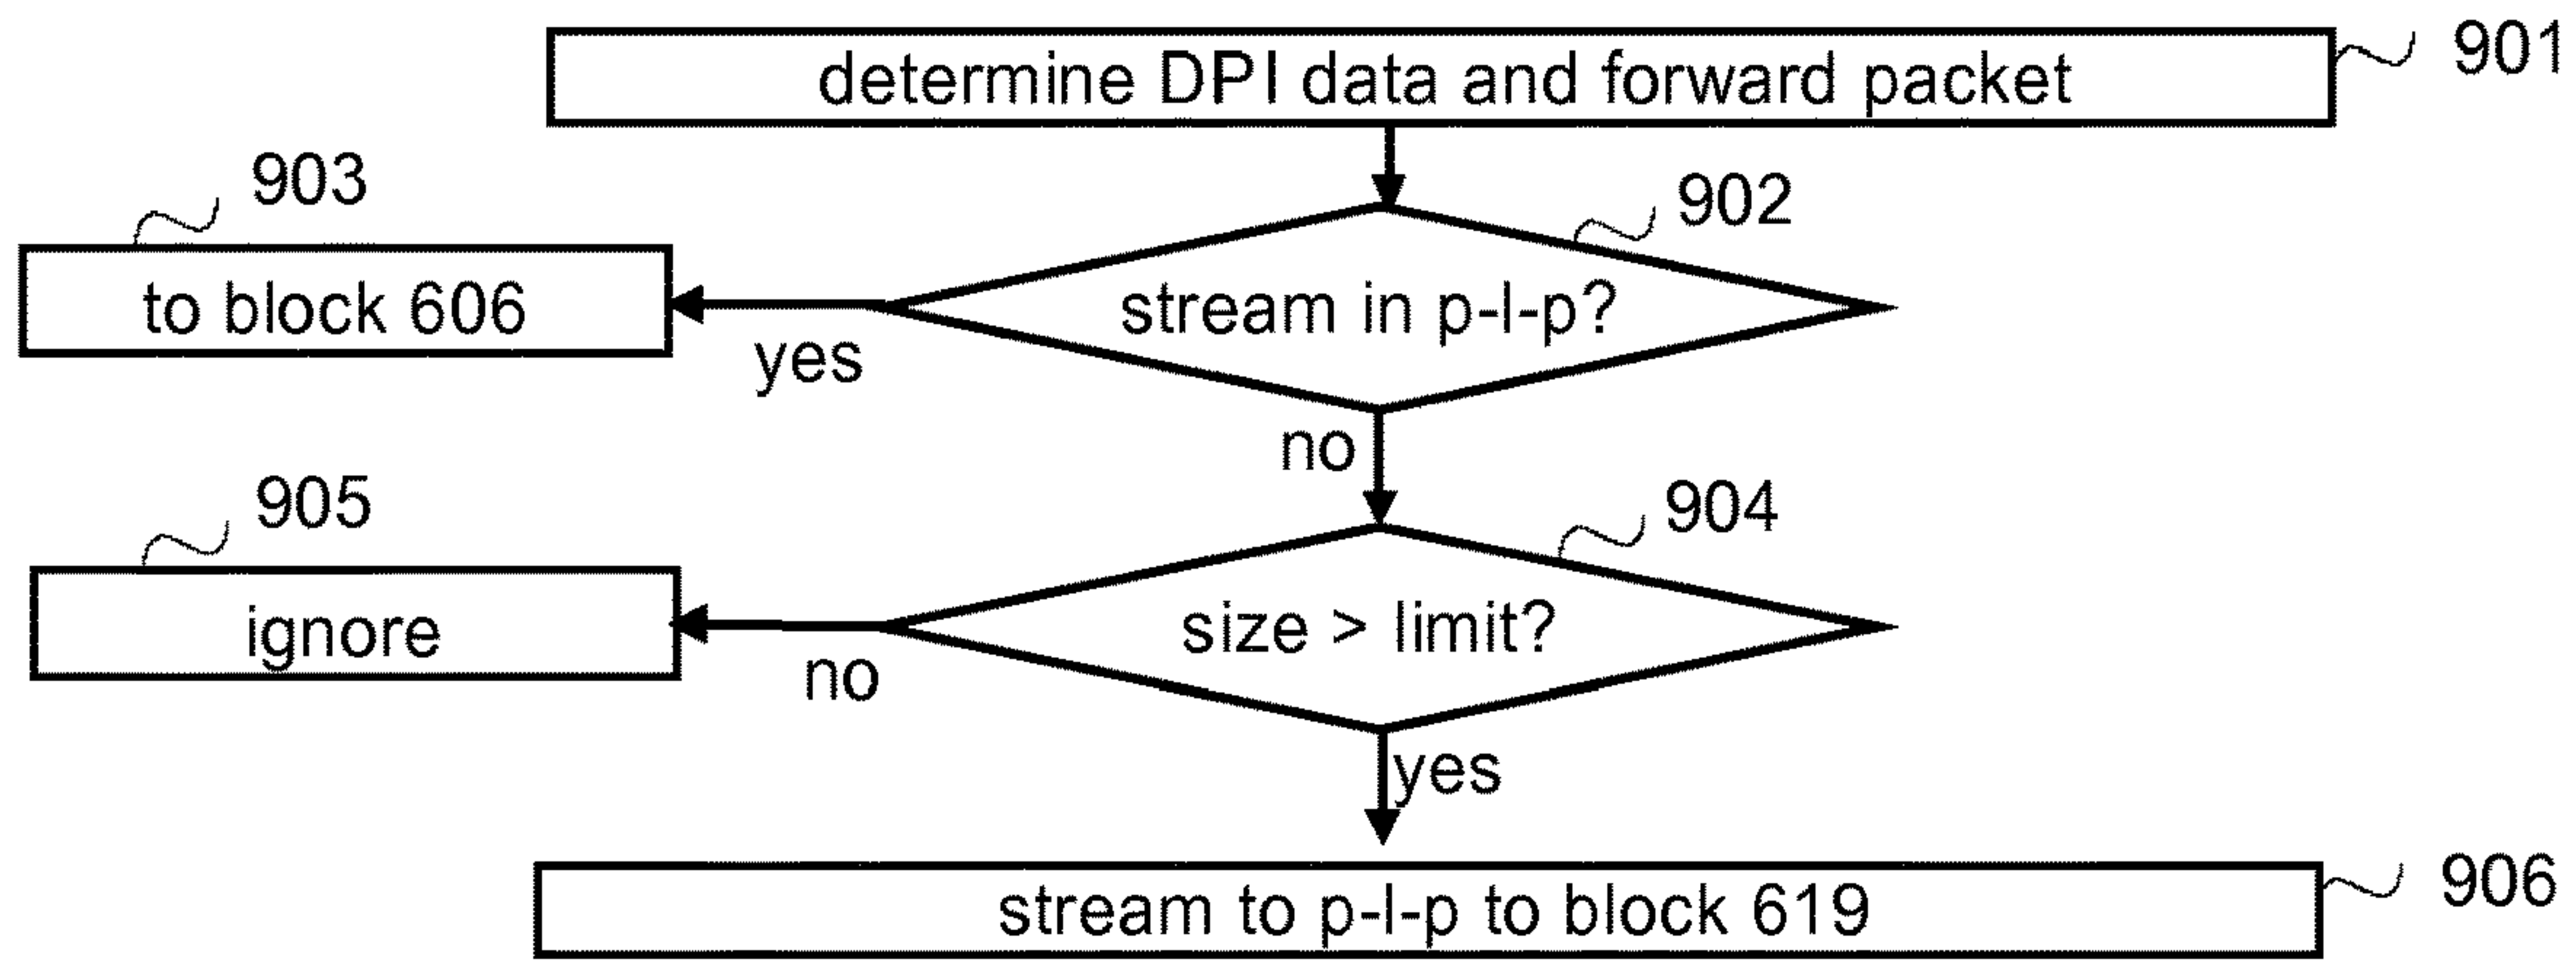 determine DPI data and forward packet
901
903
902
to block 606
stream in p-l-p?
yes
no
905
904
ignore
size > limit?
no
yes
stream to p-l-p to block 619
906